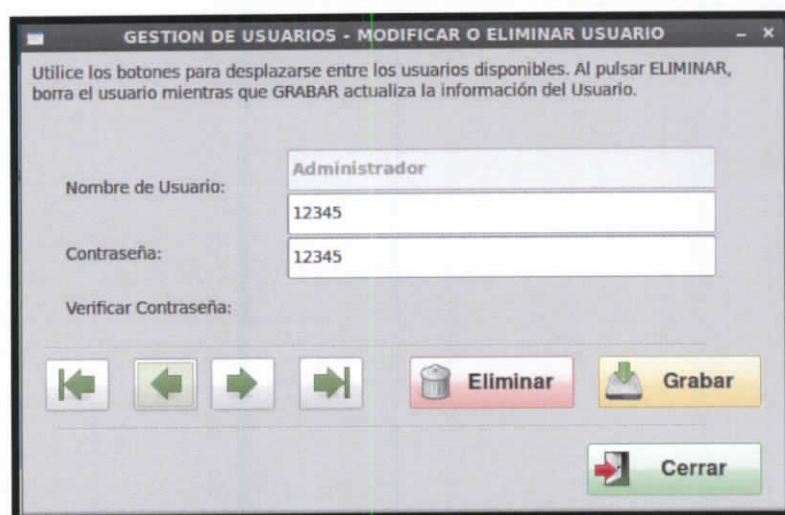 GESTION DE USUARIOS - MODIFICAR O ELIMINAR USUARIO
Utilice los botones para desplazarse entre los usuarios disponibles. Al pulsar ELIMINAR,
borra el usuario mientras que GRABAR actualiza la información del Usuario.
Nombre de Usuario:
Administrador
12345
Contraseña:
12345
Verificar Contraseña:
Eliminar
Grabar
Cerrar